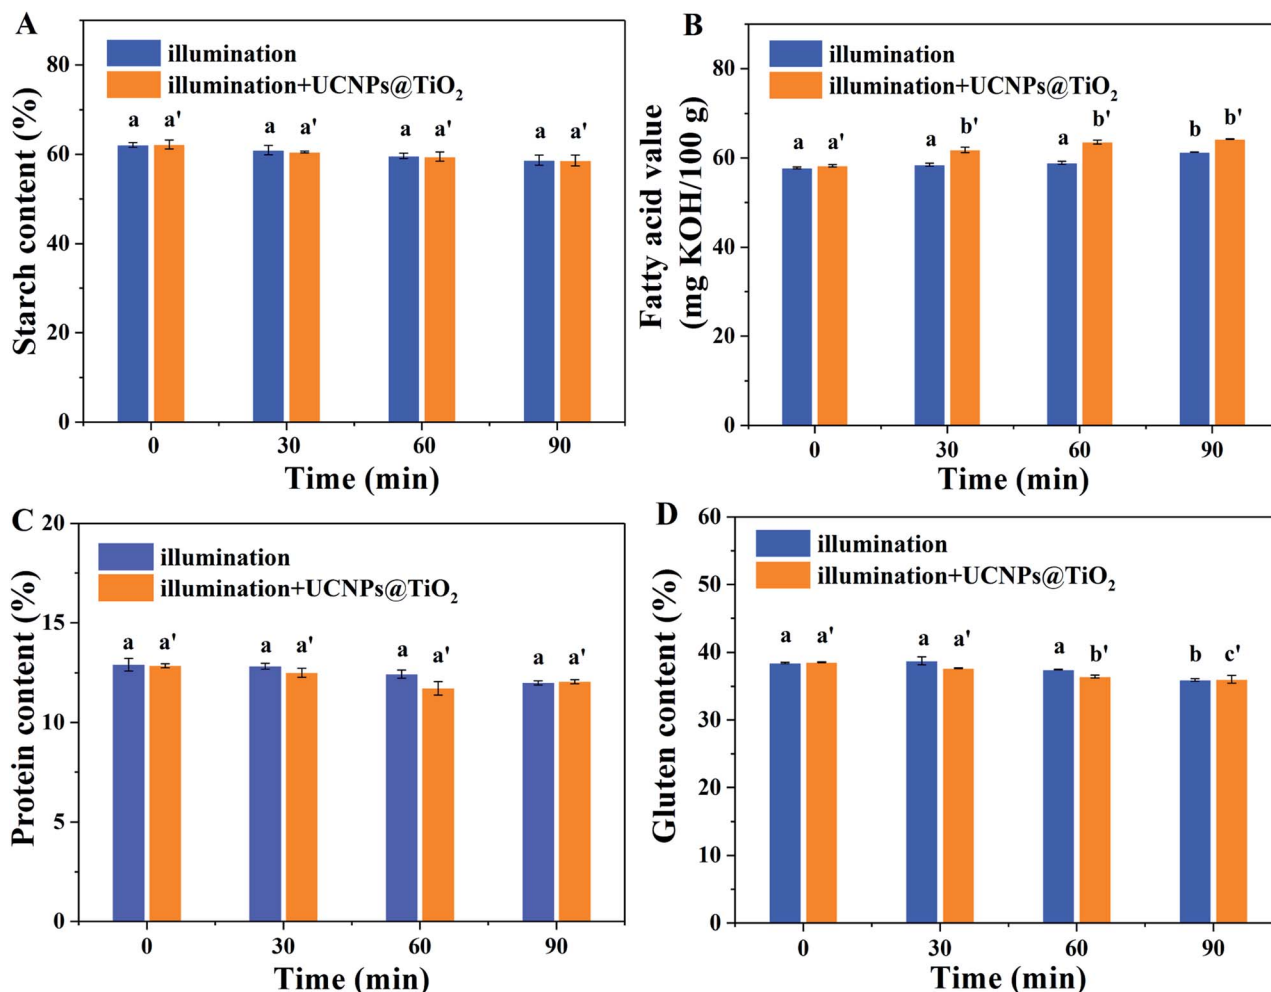 A
illumination
illumination+UCNPs@TiO2
Starch content (%)
80
60
40
20
0
a a' a a' a a' a a'
0 30 60 90
Time (min)
B
illumination
illumination+UCNPs@TiO2
Fatty acid value
(mg KOH/100 g)
80
60
40
20
0
a a' a b' a b' b b'
0 30 60 90
Time (min)
C
illumination
illumination+UCNPs@TiO2
Protein content (%)
20
15
10
5
0
a a' a a' a a' a a'
0 30 60 90
Time (min)
D
illumination
illumination+UCNPs@TiO2
Gluten content (%)
60
50
40
30
20
10
0
a a' a a' a b' b c'
0 30 60 90
Time (min)